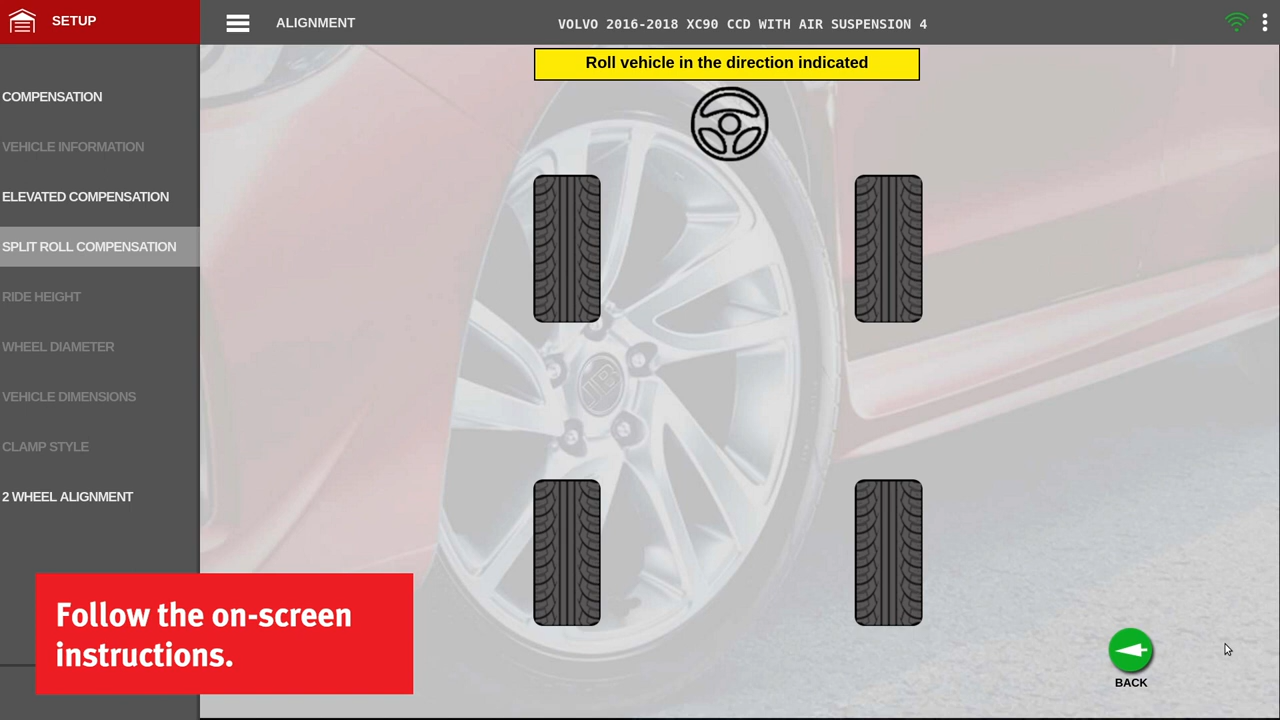 SETUP
ALIGNMENT
VOLVO 2016-2018 XC90 CCD WITH AIR SUSPENSION 4
Roll vehicle in the direction indicated
COMPENSATION
VEHICLE INFORMATION
ELEVATED COMPENSATION
SPLIT ROLL COMPENSATION
RIDE HEIGHT
WHEEL DIAMETER
VEHICLE DIMENSIONS
CLAMP STYLE
2 WHEEL ALIGNMENT
Follow the on-screen
instructions.
BACK